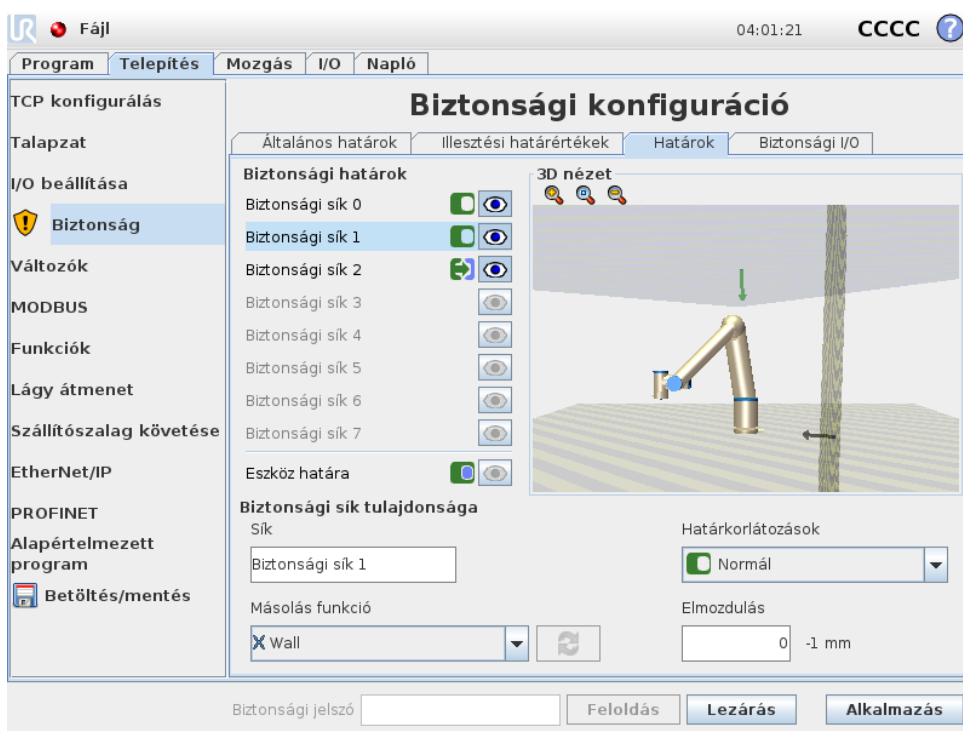 UR Fájl 04:01:21 CCCC ?
Program Telepítés Mozgás I/O Napló
TCP konfigurálás
Talapzat
I/O beállítása
Biztonság
Változók
MODBUS
Funkciók
Lágy átmenet
Szállítószalag követése
EtherNet/IP
PROFINET
Alapértelmezett
program
Betöltés/mentés
Biztonsági konfiguráció
Általános határok Illesztési határértékek Határok Biztonsági I/O
Biztonsági határok
Biztonsági sík 0
Biztonsági sík 1
Biztonsági sík 2
Biztonsági sík 3
Biztonsági sík 4
Biztonsági sík 5
Biztonsági sík 6
Biztonsági sík 7
Eszköz határa
3D nézet
Biztonsági sík tulajdonsága
Sík
Biztonsági sík 1
Határkorlátozások
Normál
Másolás funkció
Wall
Elmozdulás
0 -1 mm
Biztonsági jelszó Feloldás Lezárás Alkalmazás